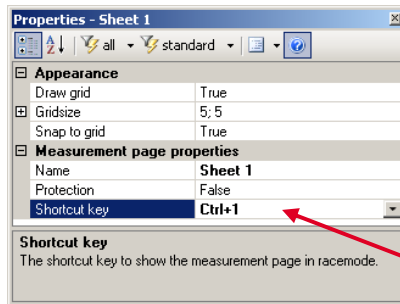 Properties - Sheet 1
all standard
Appearance
Draw grid True
Gridsize 5; 5
Snap to grid True
Measurement page properties
Name Sheet 1
Protection False
Shortcut key Ctrl+1
Shortcut key
The shortcut key to show the measurement page in racemode.